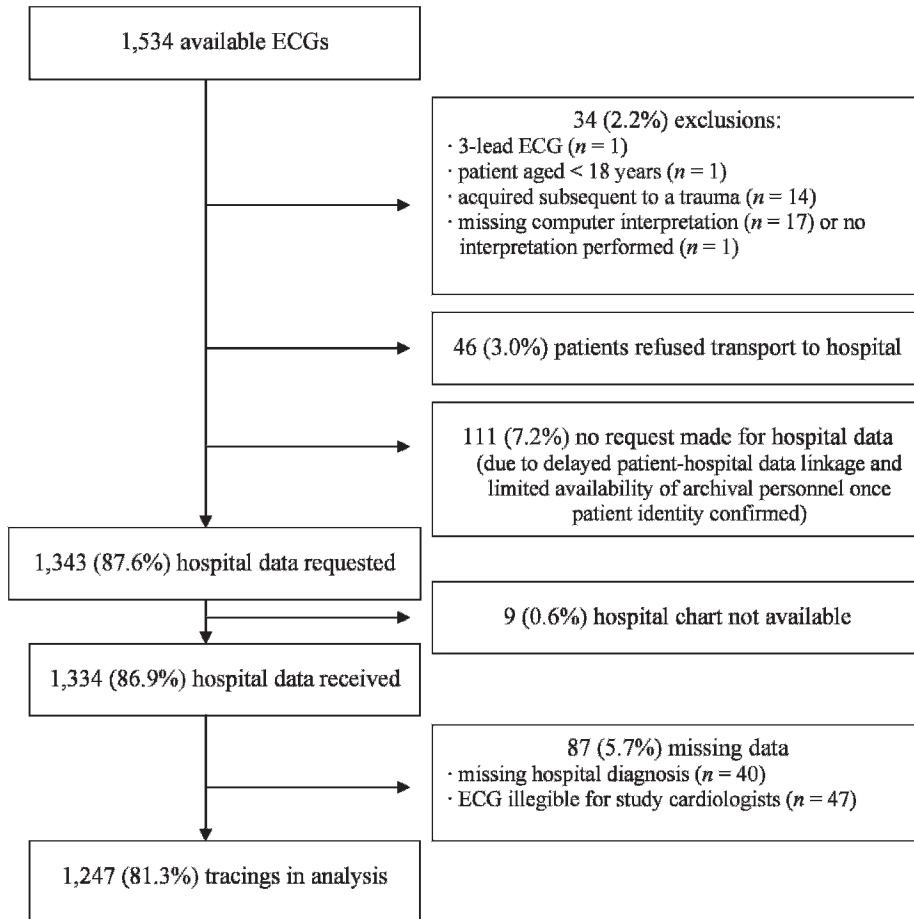 1,534 available ECGs
34 (2.2%) exclusions:
· 3-lead ECG (n = 1)
· patient aged < 18 years (n = 1)
· acquired subsequent to a trauma (n = 14)
· missing computer interpretation (n = 17) or no
interpretation performed (n = 1)
46 (3.0%) patients refused transport to hospital
111 (7.2%) no request made for hospital data
(due to delayed patient-hospital data linkage and
limited availability of archival personnel once
patient identity confirmed)
1,343 (87.6%) hospital data requested
9 (0.6%) hospital chart not available
1,334 (86.9%) hospital data received
87 (5.7%) missing data
· missing hospital diagnosis (n = 40)
· ECG illegible for study cardiologists (n = 47)
1,247 (81.3%) tracings in analysis